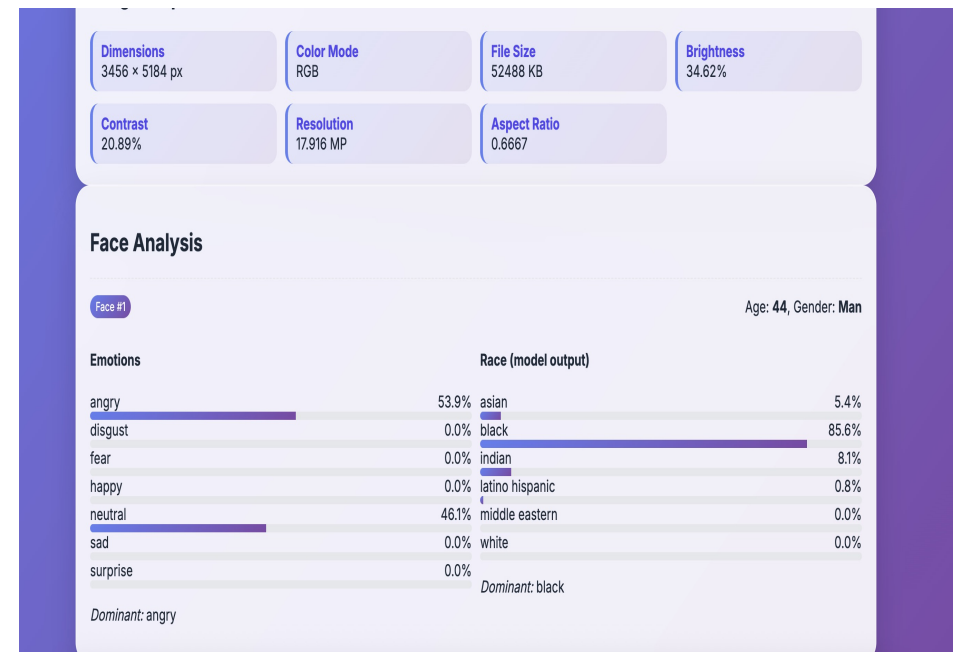 Dimensions
3456 × 5184 px
Color Mode
RGB
File Size
52488 KB
Brightness
34.62%
Contrast
20.89%
Resolution
17.916 MP
Aspect Ratio
0.6667
Face Analysis
Face #1
Age: 44, Gender: Man
Emotions
angry 53.9%
disgust 0.0%
fear 0.0%
happy 0.0%
neutral 46.1%
sad 0.0%
surprise 0.0%
Dominant: angry
Race (model output)
asian 5.4%
black 85.6%
indian 8.1%
latino hispanic 0.8%
middle eastern 0.0%
white 0.0%
Dominant: black